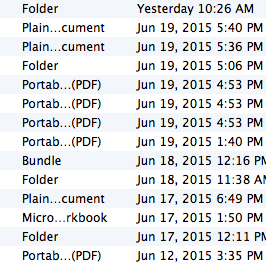 Folder Yesterday 10:26 AM
Plain...cument Jun 19, 2015 5:40 PM
Plain...cument Jun 19, 2015 5:36 PM
Folder Jun 19, 2015 5:06 PM
Portab...(PDF) Jun 19, 2015 4:53 PM
Portab...(PDF) Jun 19, 2015 4:53 PM
Portab...(PDF) Jun 19, 2015 4:53 PM
Portab...(PDF) Jun 19, 2015 1:40 PM
Bundle Jun 18, 2015 12:16 PM
Folder Jun 18, 2015 11:38 AM
Plain...cument Jun 17, 2015 6:49 PM
Micro...rkbook Jun 17, 2015 1:50 PM
Folder Jun 17, 2015 12:11 PM
Portab...(PDF) Jun 12, 2015 3:35 PM